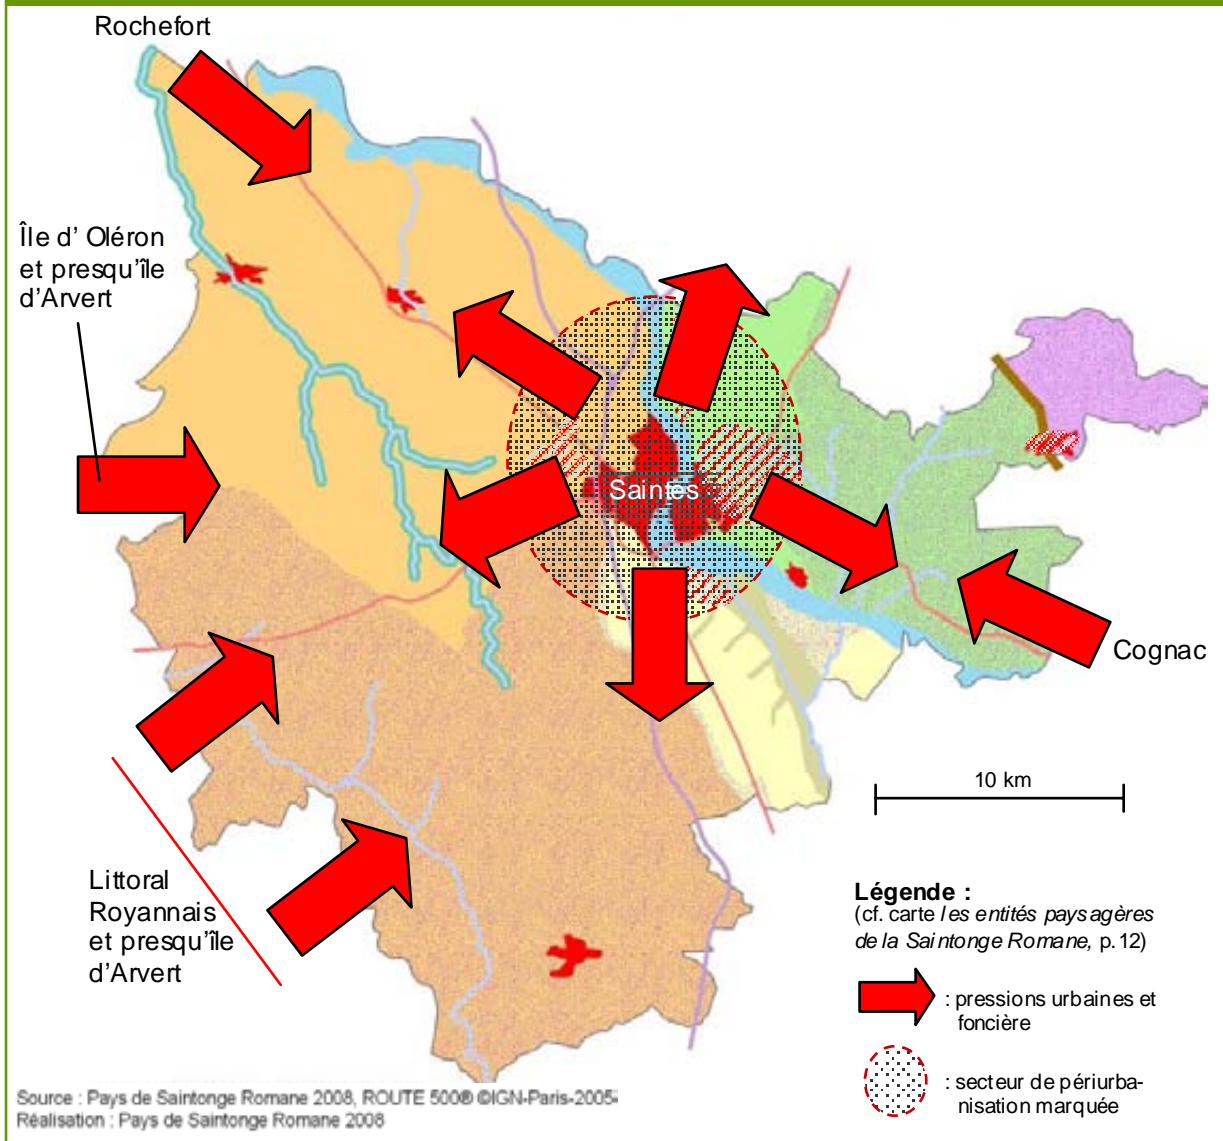 Rochefort
Île d' Oléron
et presqu'île
d'Arvert
Saintes
Cognac
10 km
Littoral
Royannais
et presqu'île
d'Arvert
Légende :
(cf. carte les entités paysagères
de la Saintonge Romane, p.12)
: pressions urbaines et
foncière
: secteur de périurba-
nisation marquée
Source : Pays de Saintonge Romane 2008, ROUTE 500® ©IGN-Paris-2005-
Réalisation : Pays de Saintonge Romane 2008